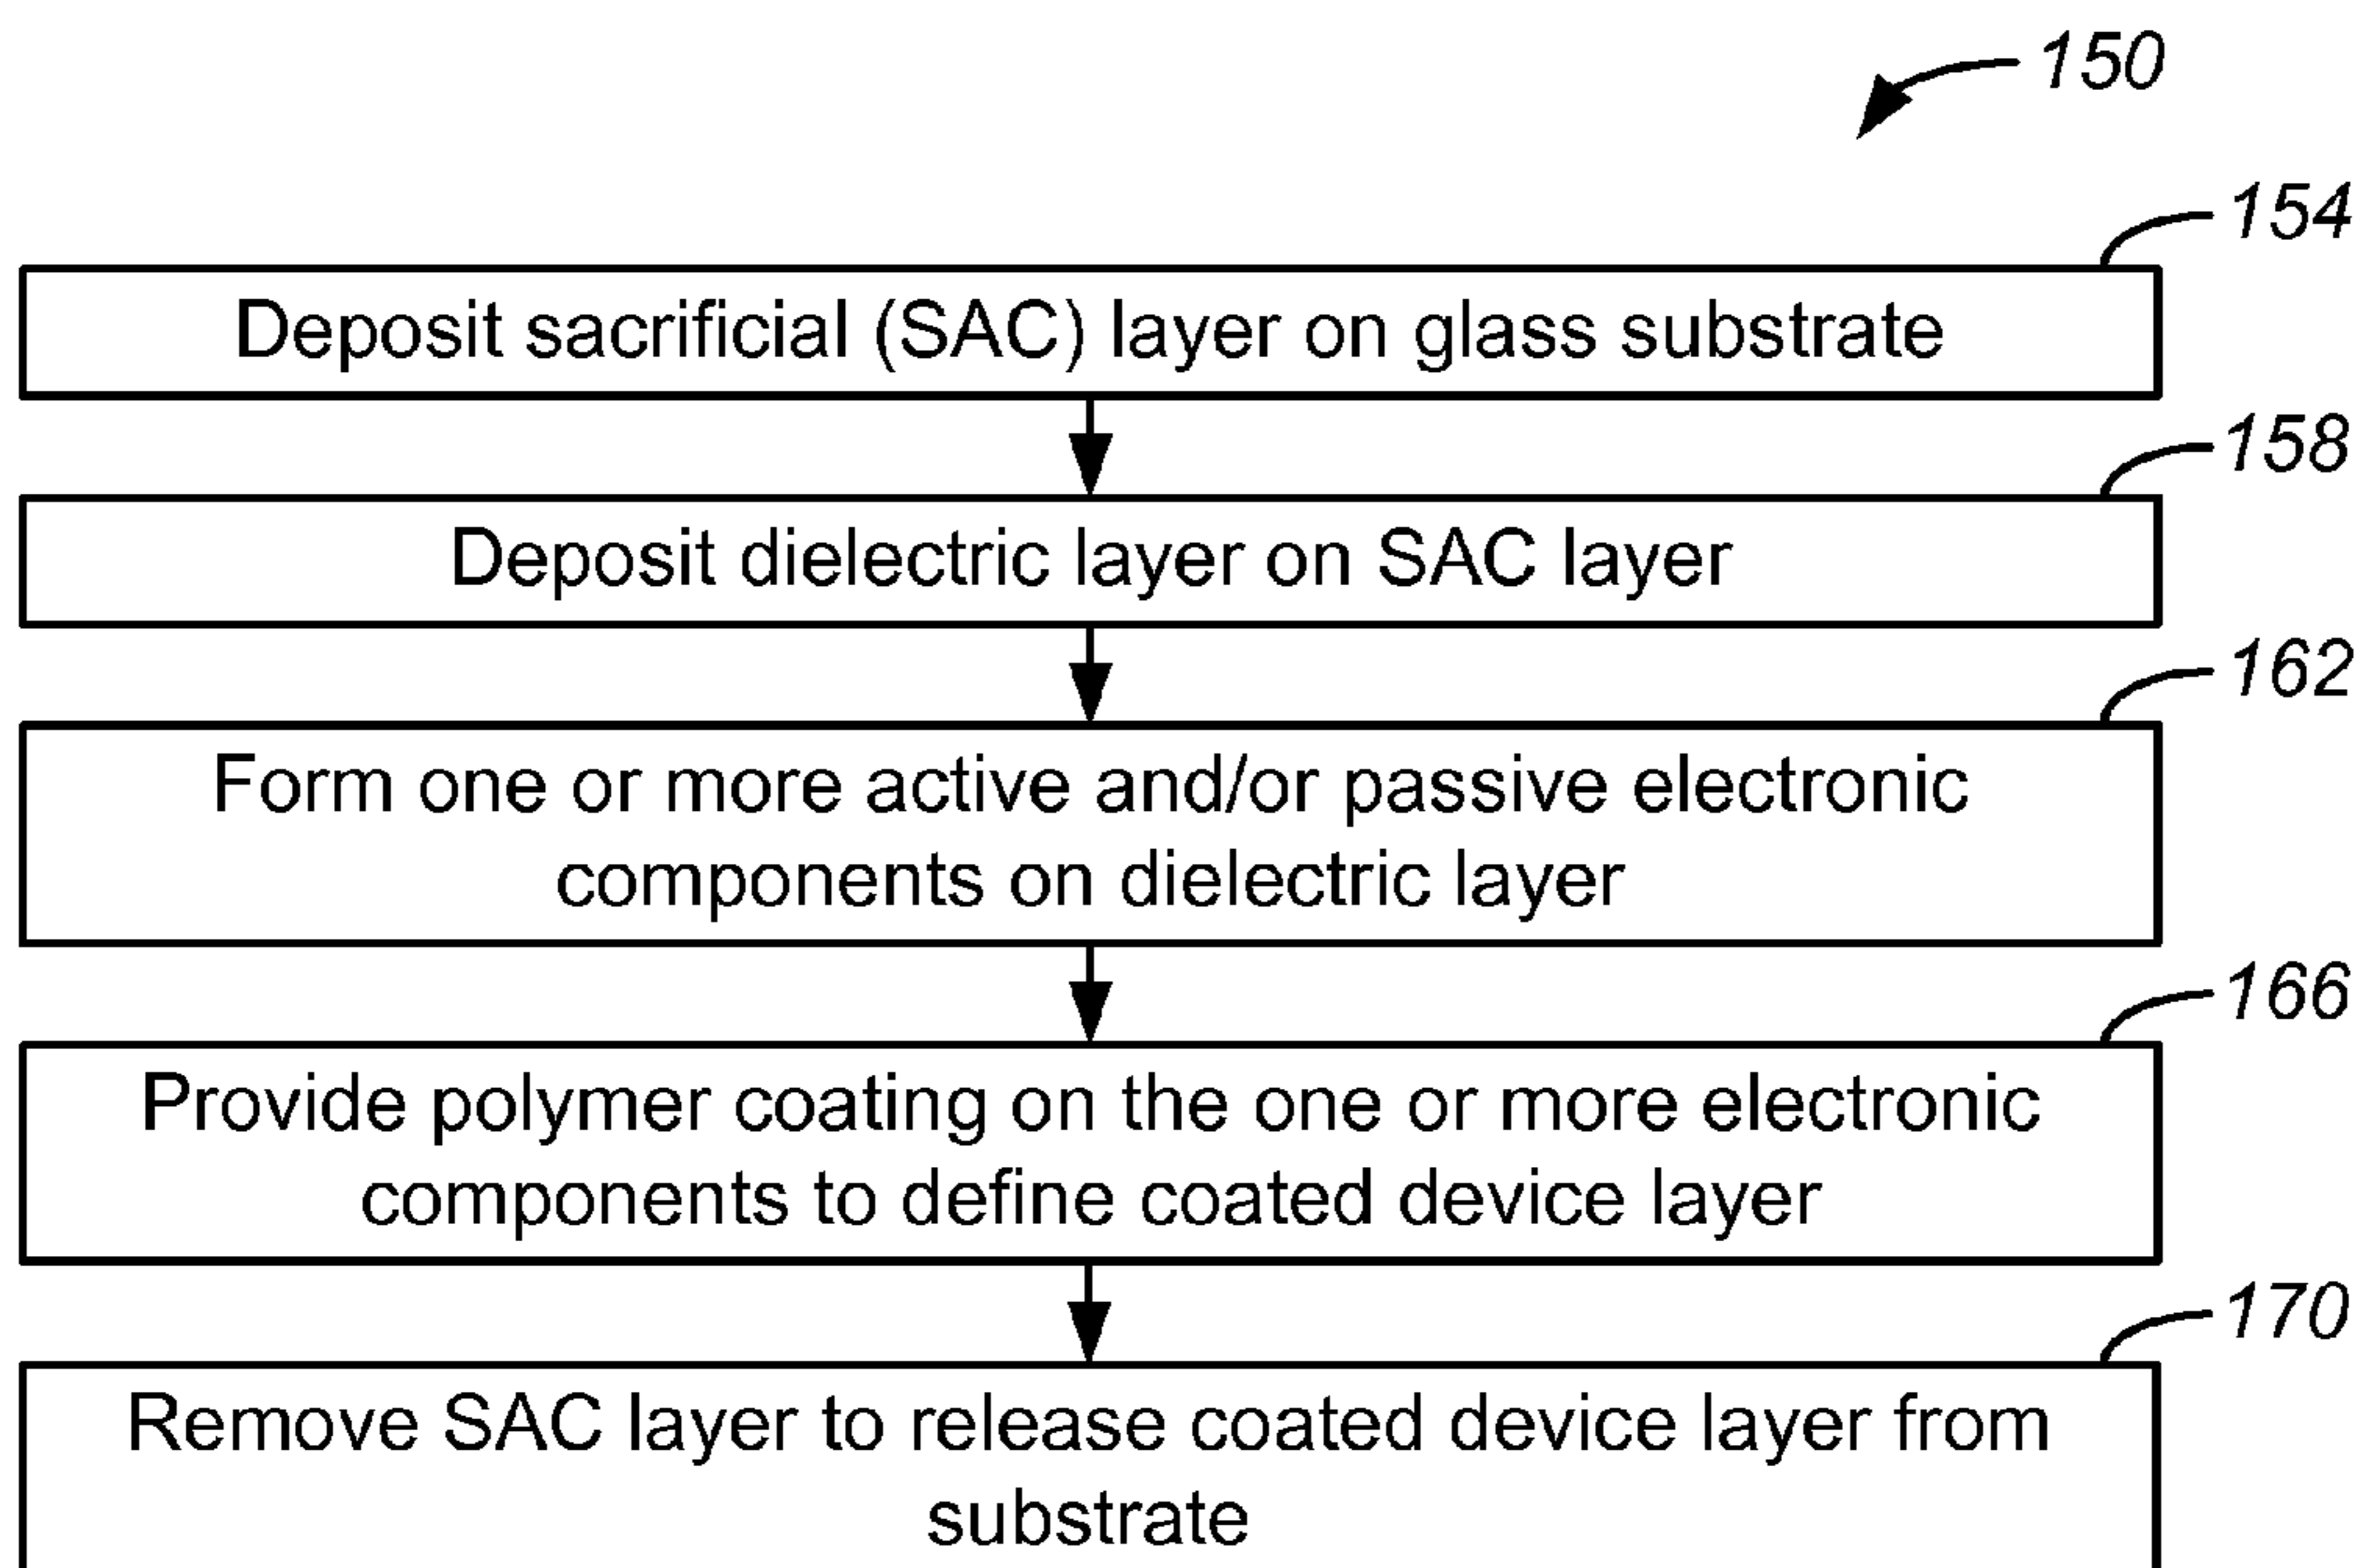 150
154
Deposit sacrificial (SAC) layer on glass substrate
158
Deposit dielectric layer on SAC layer
162
Form one or more active and/or passive electronic
components on dielectric layer
166
Provide polymer coating on the one or more electronic
components to define coated device layer
170
Remove SAC layer to release coated device layer from
substrate